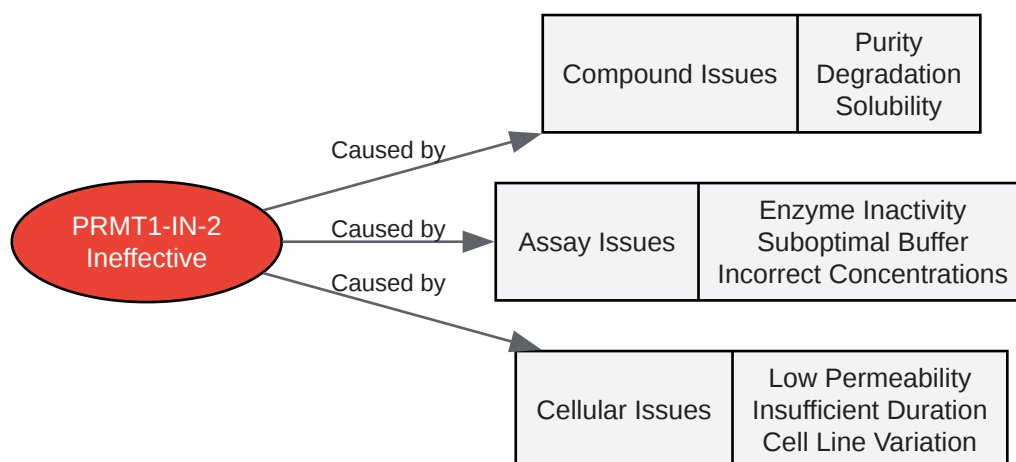 PRMT1-IN-2
Ineffective
Caused by
Caused by
Caused by
Compound Issues
Purity
Degradation
Solubility
Assay Issues
Enzyme Inactivity
Suboptimal Buffer
Incorrect Concentrations
Cellular Issues
Low Permeability
Insufficient Duration
Cell Line Variation